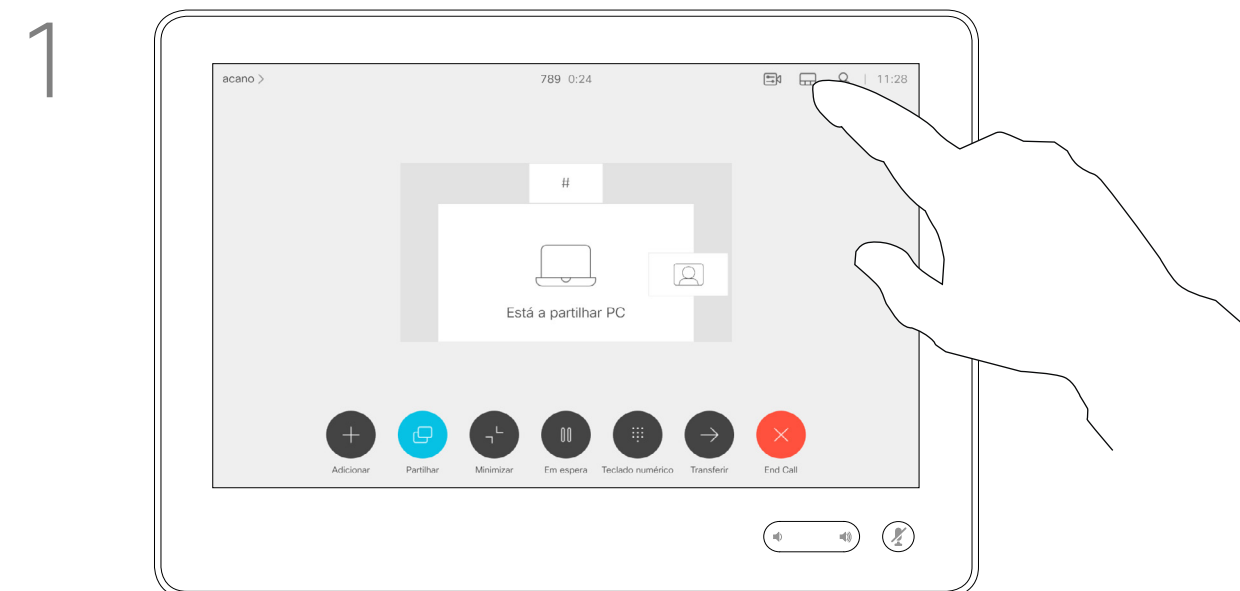 1
acano >
789 0:24
11:28
#
Está a partilhar PC
Adicionar
Partilhar
Minimizar
Em espera
Teclado numérico
Transferir
End Call